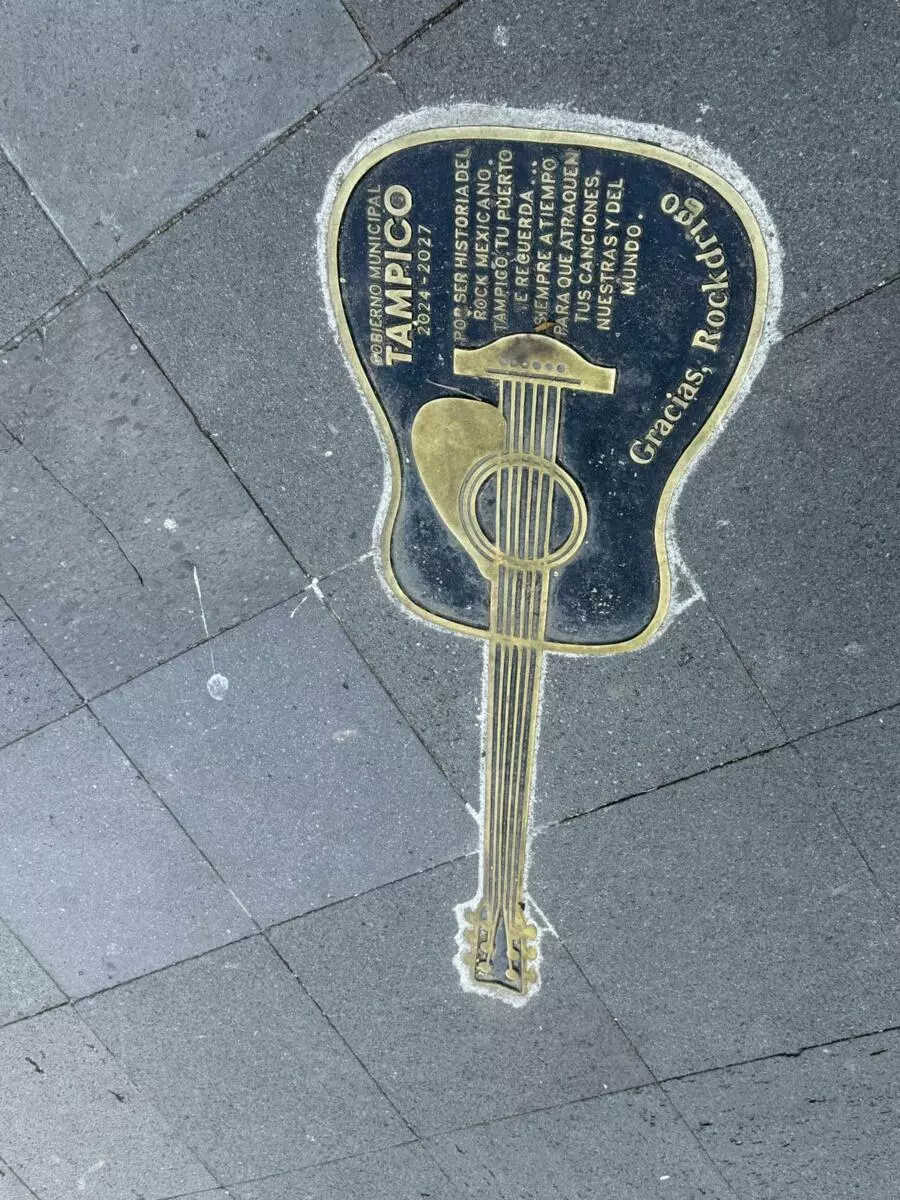 GOBIERNO MUNICIPAL
TAMPICO
2024-2027
POR SER HISTORIA DEL
ROCK MEXICANO.
TAMPICO, TU PUERTO
TE RECUERDA...
SIEMPRE A TIEMPO
PARA QUE ATRAQUEN
TUS CANCIONES,
NUESTRAS Y DEL
MUNDO.
Gracias, Rockdrigo